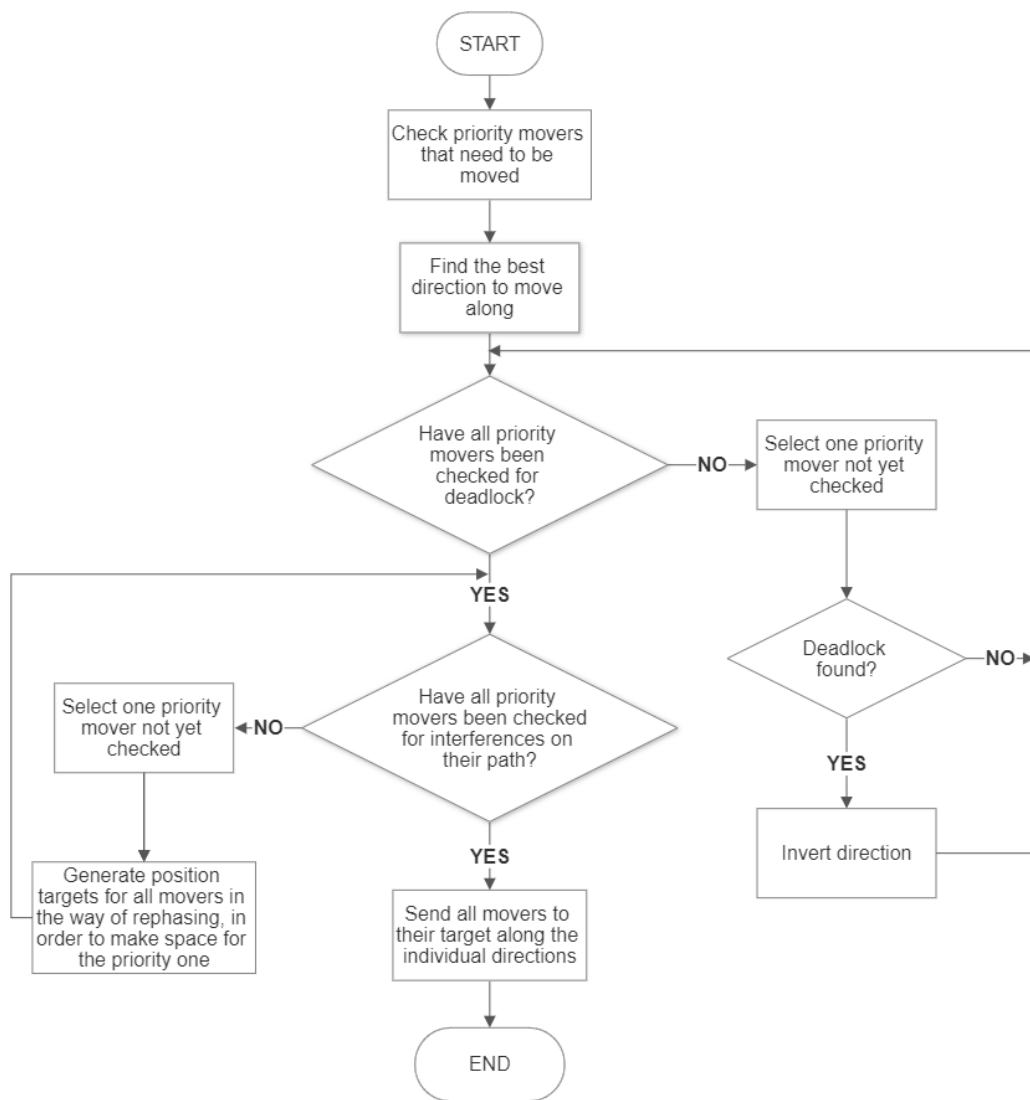 START
Check priority movers
that need to be
moved
Find the best
direction to move
along
Have all priority
movers been
checked for
deadlock?
NO
Select one priority
mover not yet
checked
YES
Deadlock
found?
NO
YES
Invert direction
Have all priority
movers been checked
for interferences on
their path?
NO
Select one priority
mover not yet
checked
Generate position
targets for all movers in
the way of rephasing, in
order to make space for
the priority one
YES
Send all movers to
their target along the
individual directions
END